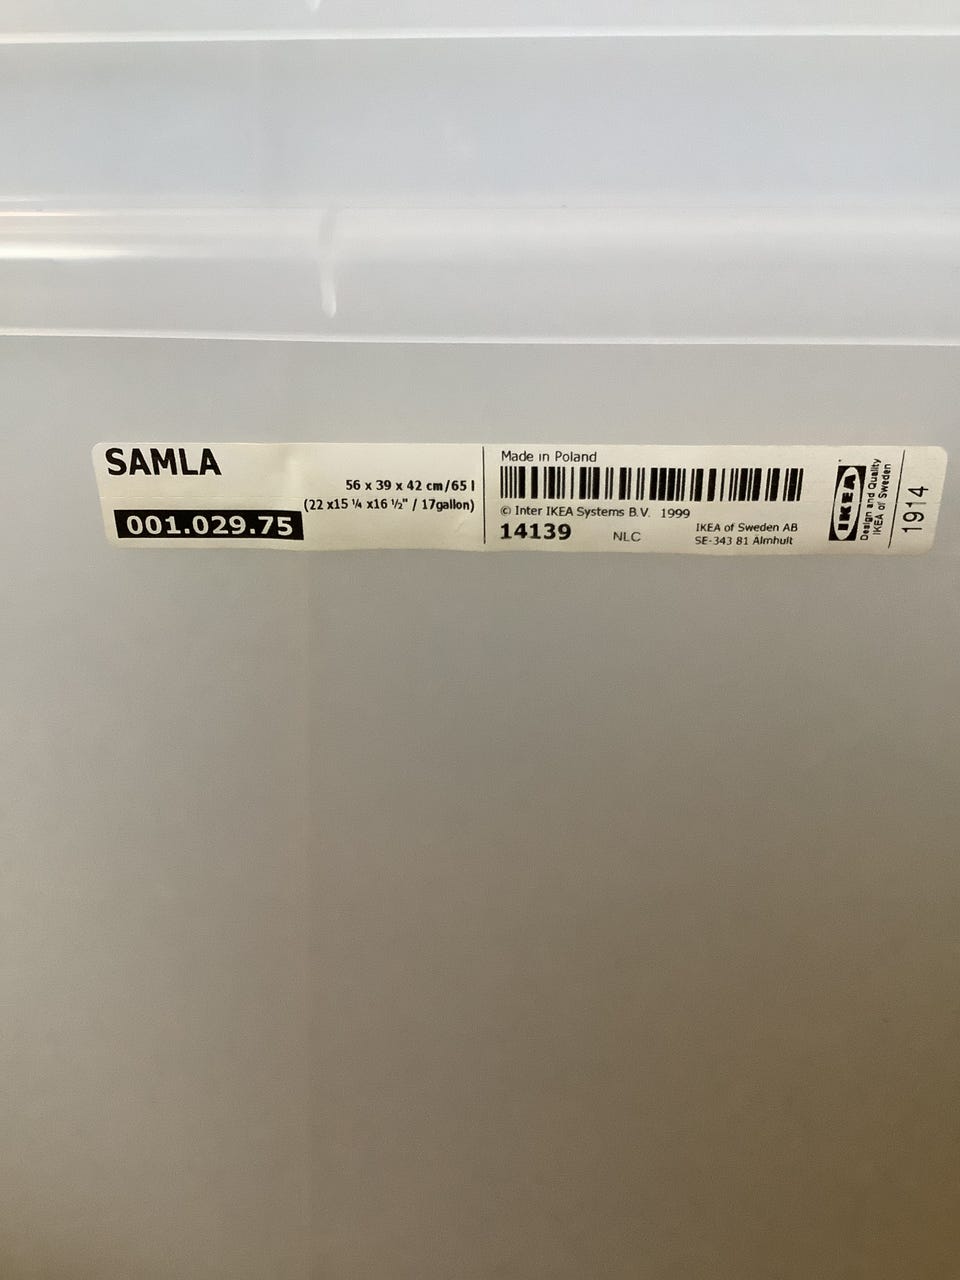 SAMLA
56 x 39 x 42 cm/65 l
(22 x15 ¼ x16 ½" / 17gallon)
001.029.75
Made in Poland
© Inter IKEA Systems B.V. 1999
14139 NLC
IKEA of Sweden AB
SE-343 81 Älmhult
IKEA
Design and Quality
IKEA of Sweden
1914